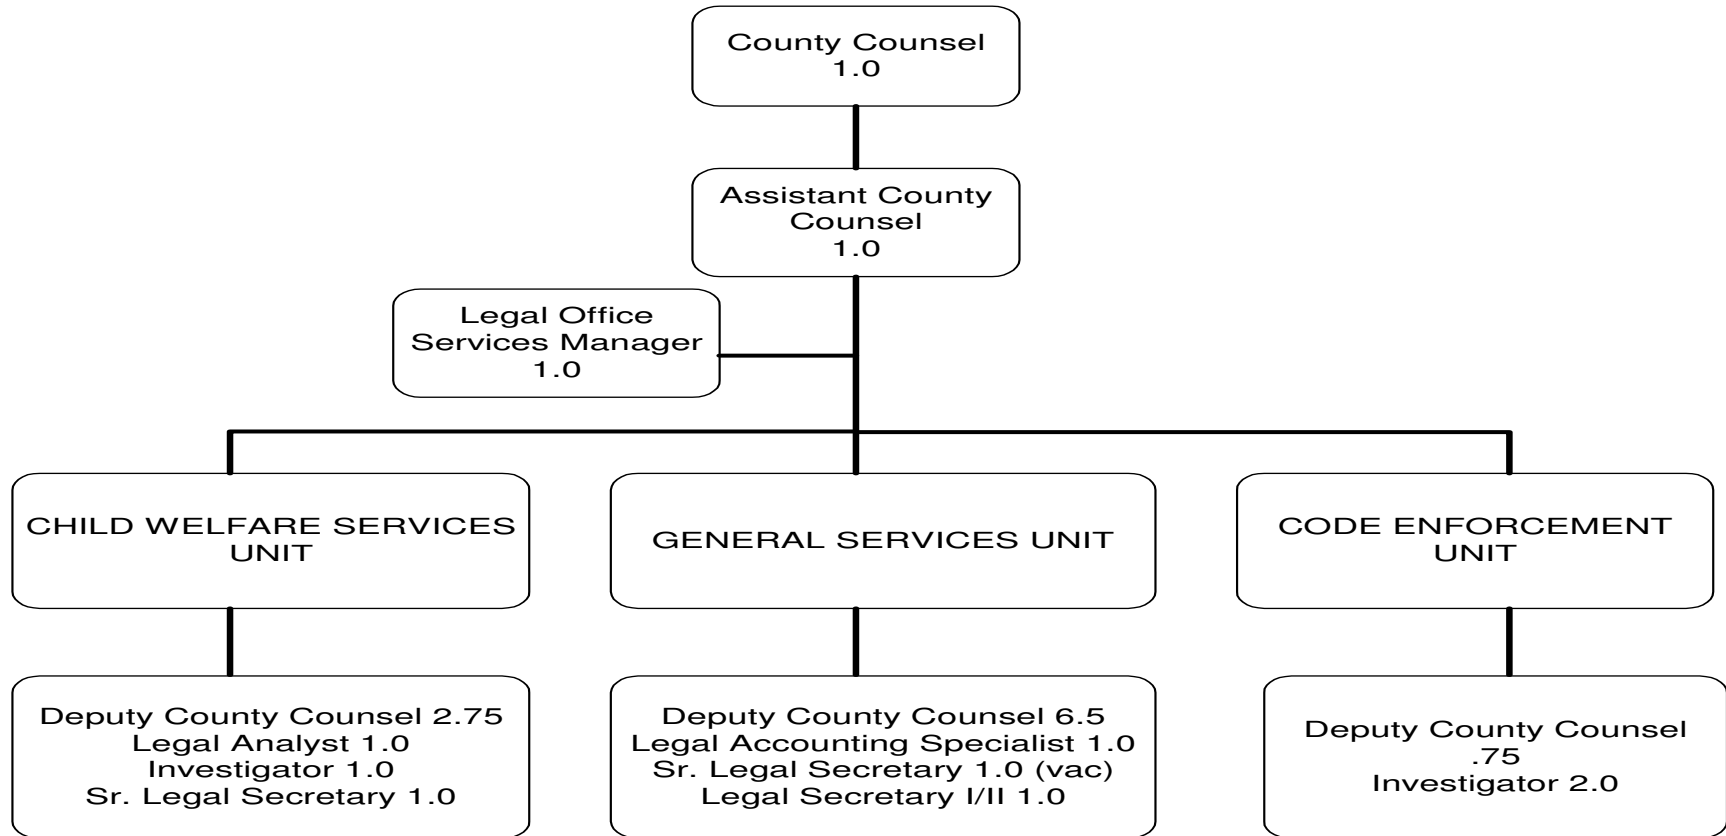 County Counsel
1.0
Assistant County
Counsel
1.0
Legal Office
Services Manager
1.0
CHILD WELFARE SERVICES
UNIT
GENERAL SERVICES UNIT
CODE ENFORCEMENT
UNIT
Deputy County Counsel 2.75
Legal Analyst 1.0
Investigator 1.0
Sr. Legal Secretary 1.0
Deputy County Counsel 6.5
Legal Accounting Specialist 1.0
Sr. Legal Secretary 1.0 (vac)
Legal Secretary I/II 1.0
Deputy County Counsel
.75
Investigator 2.0